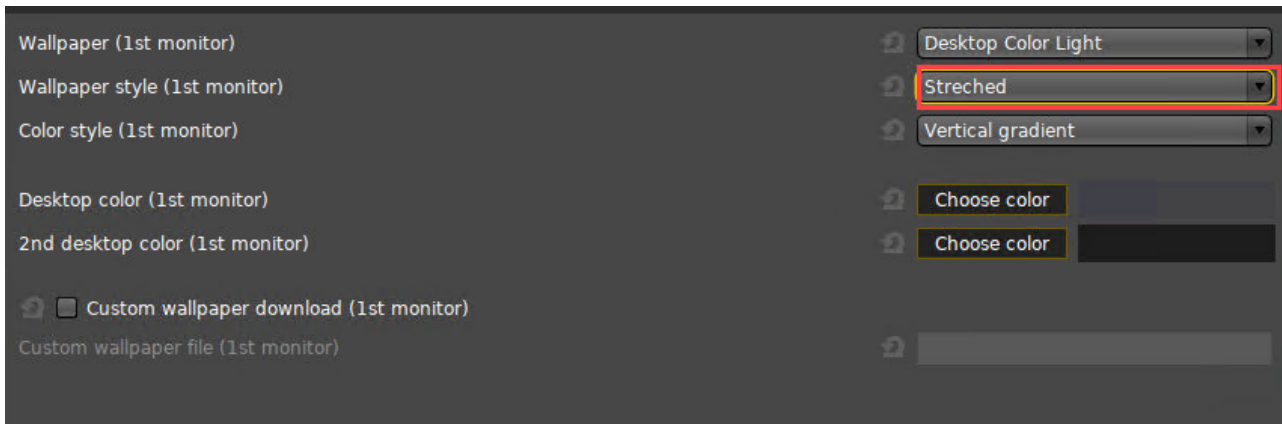 Wallpaper (1st monitor) Desktop Color Light
Wallpaper style (1st monitor) Streched
Color style (1st monitor) Vertical gradient
Desktop color (1st monitor) Choose color
2nd desktop color (1st monitor) Choose color
Custom wallpaper download (1st monitor)
Custom wallpaper file (1st monitor)